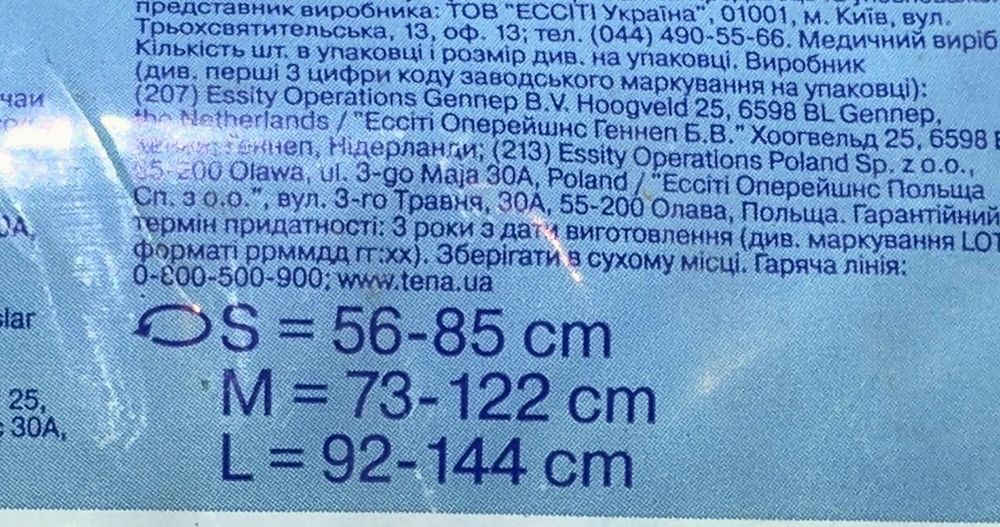 представник виробника: ТОВ "ЕССІТІ Україна", 01001, м. Київ, вул.
Трьохсвятительська, 13, оф. 13; тел. (044) 490-55-66. Медичний виріб
Кількість шт. в упаковці і розмір див. на упаковці. Виробник
(див. перші 3 цифри коду заводського маркування на упаковці):
(207) Essity Operations Gennep B.V. Hoogveld 25, 6598 BL Gennep,
the Netherlands / "Ессіті Оперейшнс Геннеп Б.В." Хоогвельд 25, 6598
Геннеп, Нідерланди; (213) Essity Operations Poland Sp. z o.o.,
55-200 Olawa, ul. 3-go Maja 30A, Poland / "Ессіті Оперейшнс Польща
Сп. з о.о.", вул. 3-го Травня, 30А, 55-200 Олава, Польща. Гарантійний
термін придатності: 3 роки з дати виготовлення (див. маркування LOT
форматі ррммдд гг:хх). Зберігати в сухому місці. Гаряча лінія:
0-800-500-900; www.tena.ua
S = 56-85 cm
M = 73-122 cm
L = 92-144 cm
25,
30A,